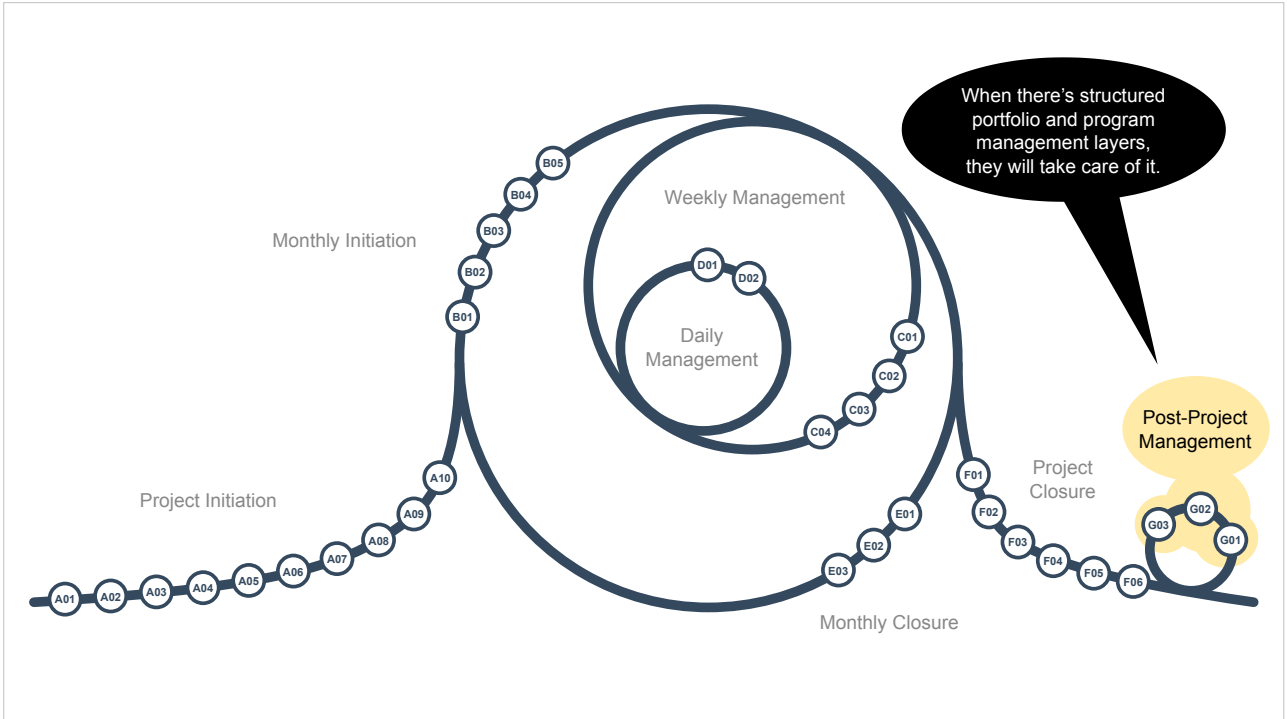 When there's structured
portfolio and program
management layers,
they will take care of it.
Monthly Initiation
B05
B04
B03
B02
B01
Weekly Management
D01
D02
Daily
Management
C01
C02
C03
C04
Post-Project
Management
Project Initiation
A01
A02
A03
A04
A05
A06
A07
A08
A09
A10
E01
E02
E03
Monthly Closure
Project
Closure
F01
F02
F03
F04
F05
F06
G03
G02
G01